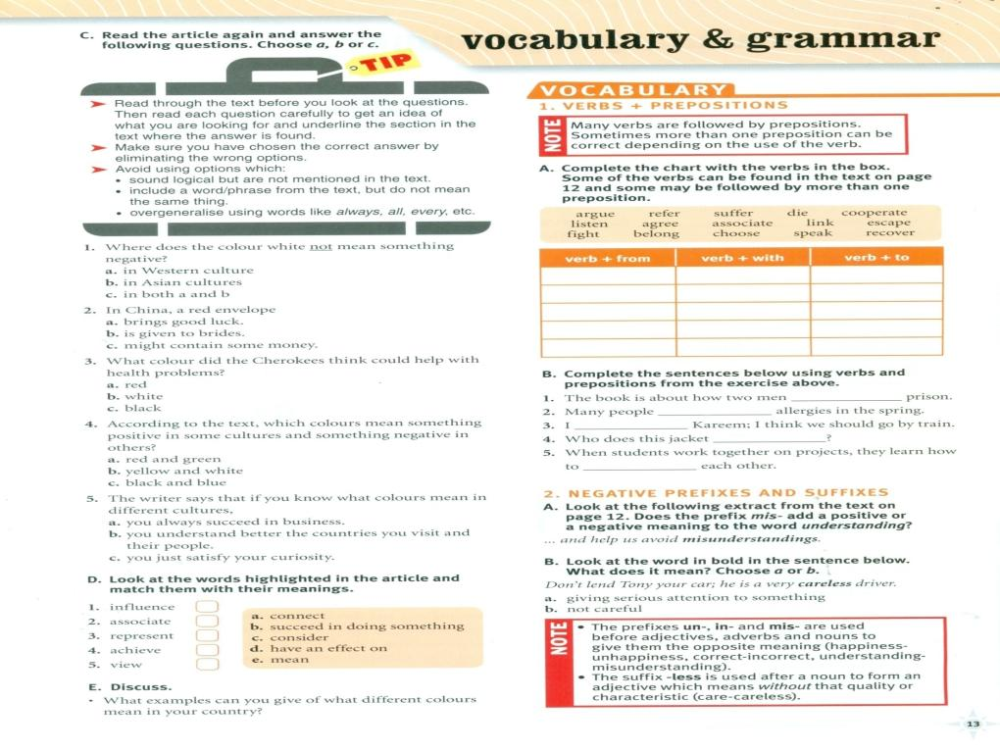 C. Read the article again and answer the
following questions. Choose a, b or c.
TIP
Read through the text before you look at the questions.
Then read each question carefully to get an idea of
what you are looking for and underline the section in the
text where the answer is found.
Make sure you have chosen the correct answer by
eliminating the wrong options.
Avoid using options which:
• sound logical but are not mentioned in the text.
• include a word/phrase from the text, but do not mean
the same thing.
• overgeneralise using words like always, all, every, etc.
1. Where does the colour white not mean something
negative?
a. in Western culture
b. in Asian cultures
c. in both a and b
2. In China, a red envelope
a. brings good luck.
b. is given to brides.
c. might contain some money.
3. What colour did the Cherokees think could help with
health problems?
a. red
b. white
c. black
4. According to the text, which colours mean something
positive in some cultures and something negative in
others?
a. red and green
b. yellow and white
c. black and blue
5. The writer says that if you know what colours mean in
different cultures,
a. you always succeed in business.
b. you understand better the countries you visit and
their people.
c. you just satisfy your curiosity.
D. Look at the words highlighted in the article and
match them with their meanings.
1. influence
2. associate
3. represent
4. achieve
5. view
a. connect
b. succeed in doing something
c. consider
d. have an effect on
e. mean
E. Discuss.
• What examples can you give of what different colours
mean in your country?
vocabulary & grammar
VOCABULARY
1. VERBS + PREPOSITIONS
NOTE
Many verbs are followed by prepositions.
Sometimes more than one preposition can be
correct depending on the use of the verb.
A. Complete the chart with the verbs in the box.
Some of the verbs can be found in the text on page
12 and some may be followed by more than one
preposition.
argue refer suffer die cooperate
listen agree associate link escape
fight belong choose speak recover
verb + from verb + with verb + to
B. Complete the sentences below using verbs and
prepositions from the exercise above.
1. The book is about how two men ______________ prison.
2. Many people ______________ allergies in the spring.
3. I ______________ Kareem; I think we should go by train.
4. Who does this jacket ______________?
5. When students work together on projects, they learn how
to ______________ each other.
2. NEGATIVE PREFIXES AND SUFFIXES
A. Look at the following extract from the text on
page 12. Does the prefix mis- add a positive or
a negative meaning to the word understanding?
... and help us avoid misunderstandings.
B. Look at the word in bold in the sentence below.
What does it mean? Choose a or b.
Don't lend Tony your car; he is a very careless driver.
a. giving serious attention to something
b. not careful
NOTE
• The prefixes un-, in- and mis- are used
before adjectives, adverbs and nouns to
give them the opposite meaning (happiness-
unhappiness, correct-incorrect, understanding-
misunderstanding).
• The suffix -less is used after a noun to form an
adjective which means without that quality or
characteristic (care-careless).
13